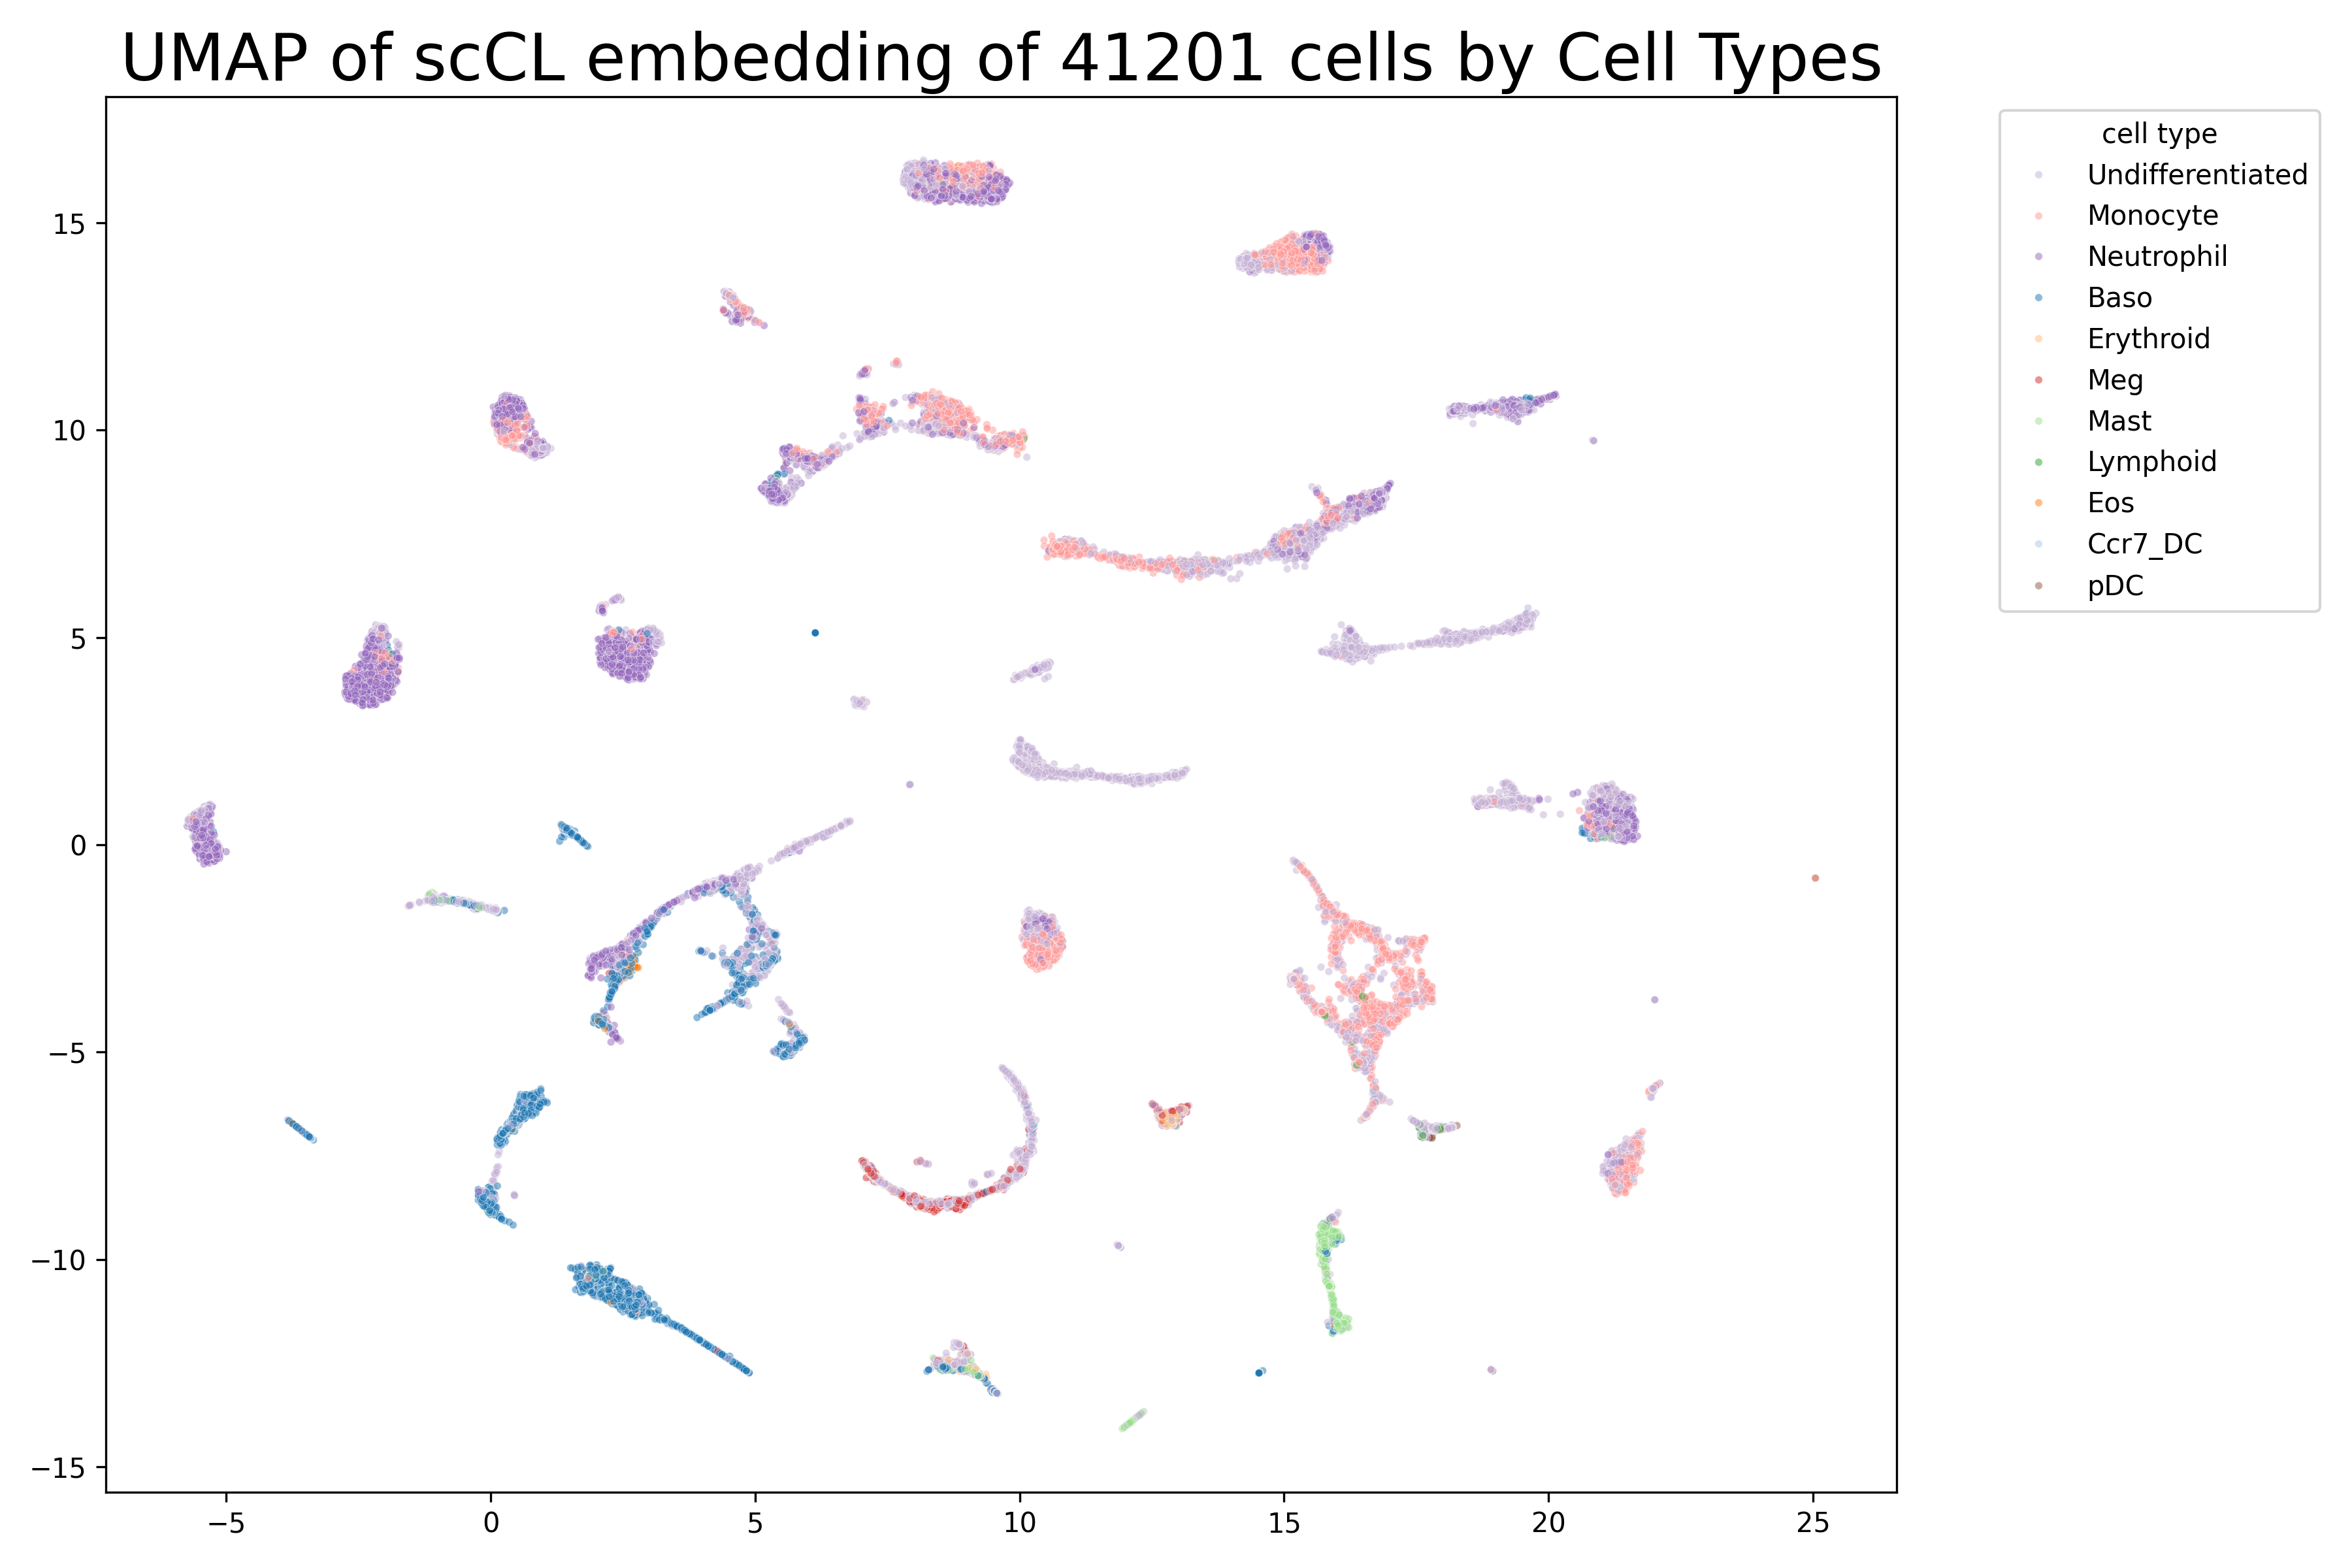 UMAP of scCL embedding of 41201 cells by Cell Types
cell type
Undifferentiated
Monocyte
Neutrophil
Baso
Erythroid
Meg
Mast
Lymphoid
Eos
Ccr7_DC
pDC
15
10
5
0
−5
−10
−15
−5 0 5 10 15 20 25